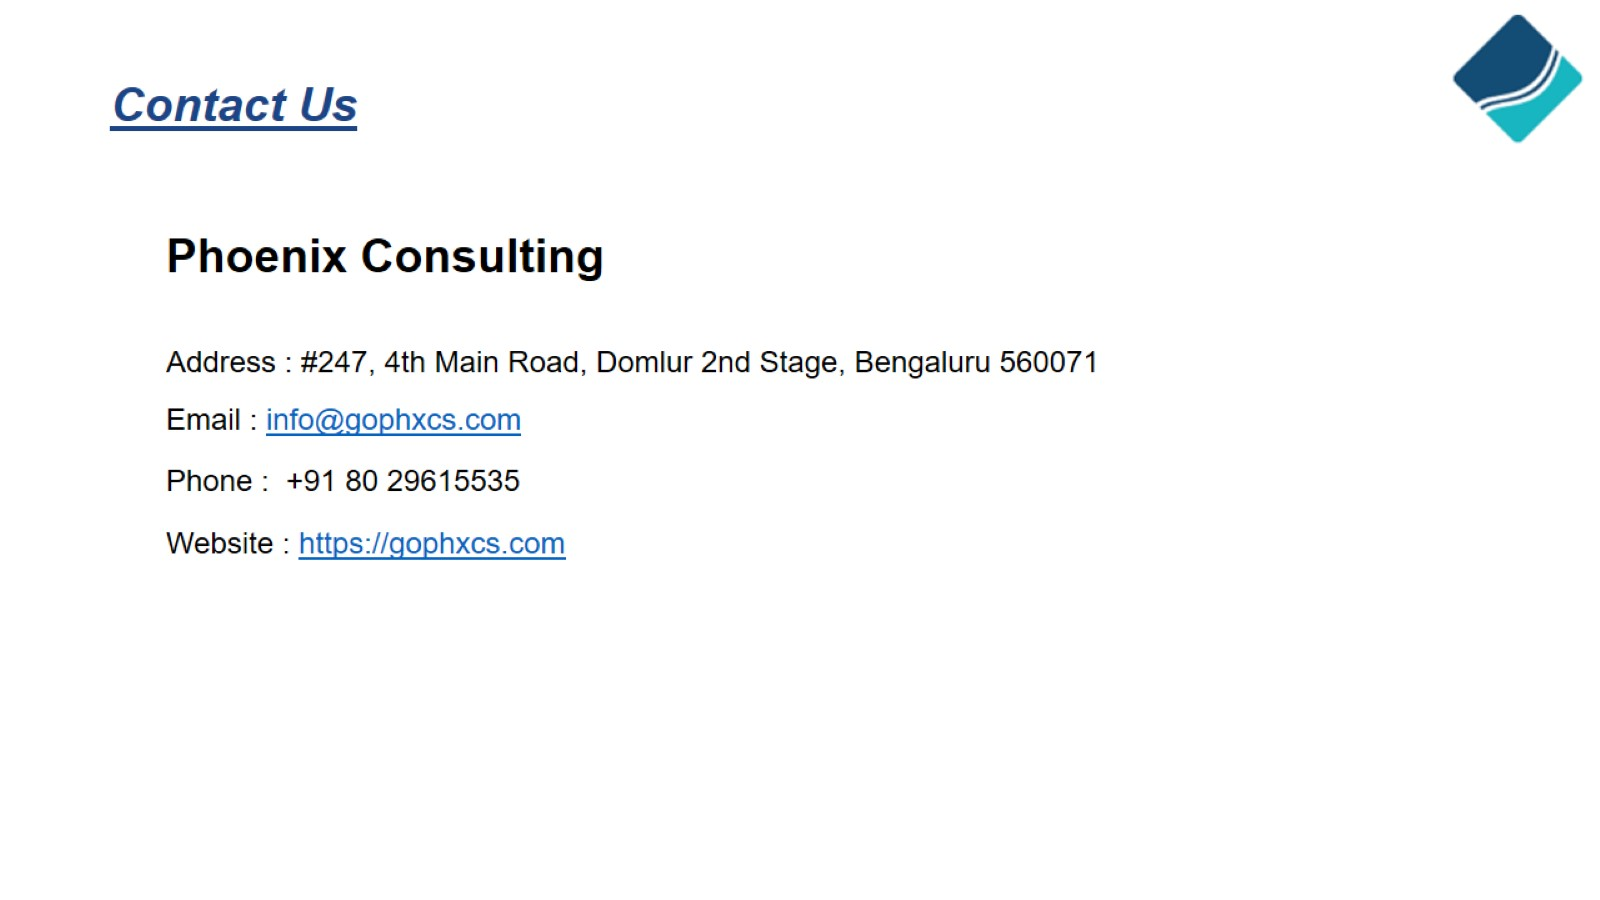 Contact Us
Phoenix Consulting
Address : #247, 4th Main Road, Domlur 2nd Stage, Bengaluru 560071
Email : info@gophxcs.com
Phone :  +91 80 29615535
Website : https://gophxcs.com